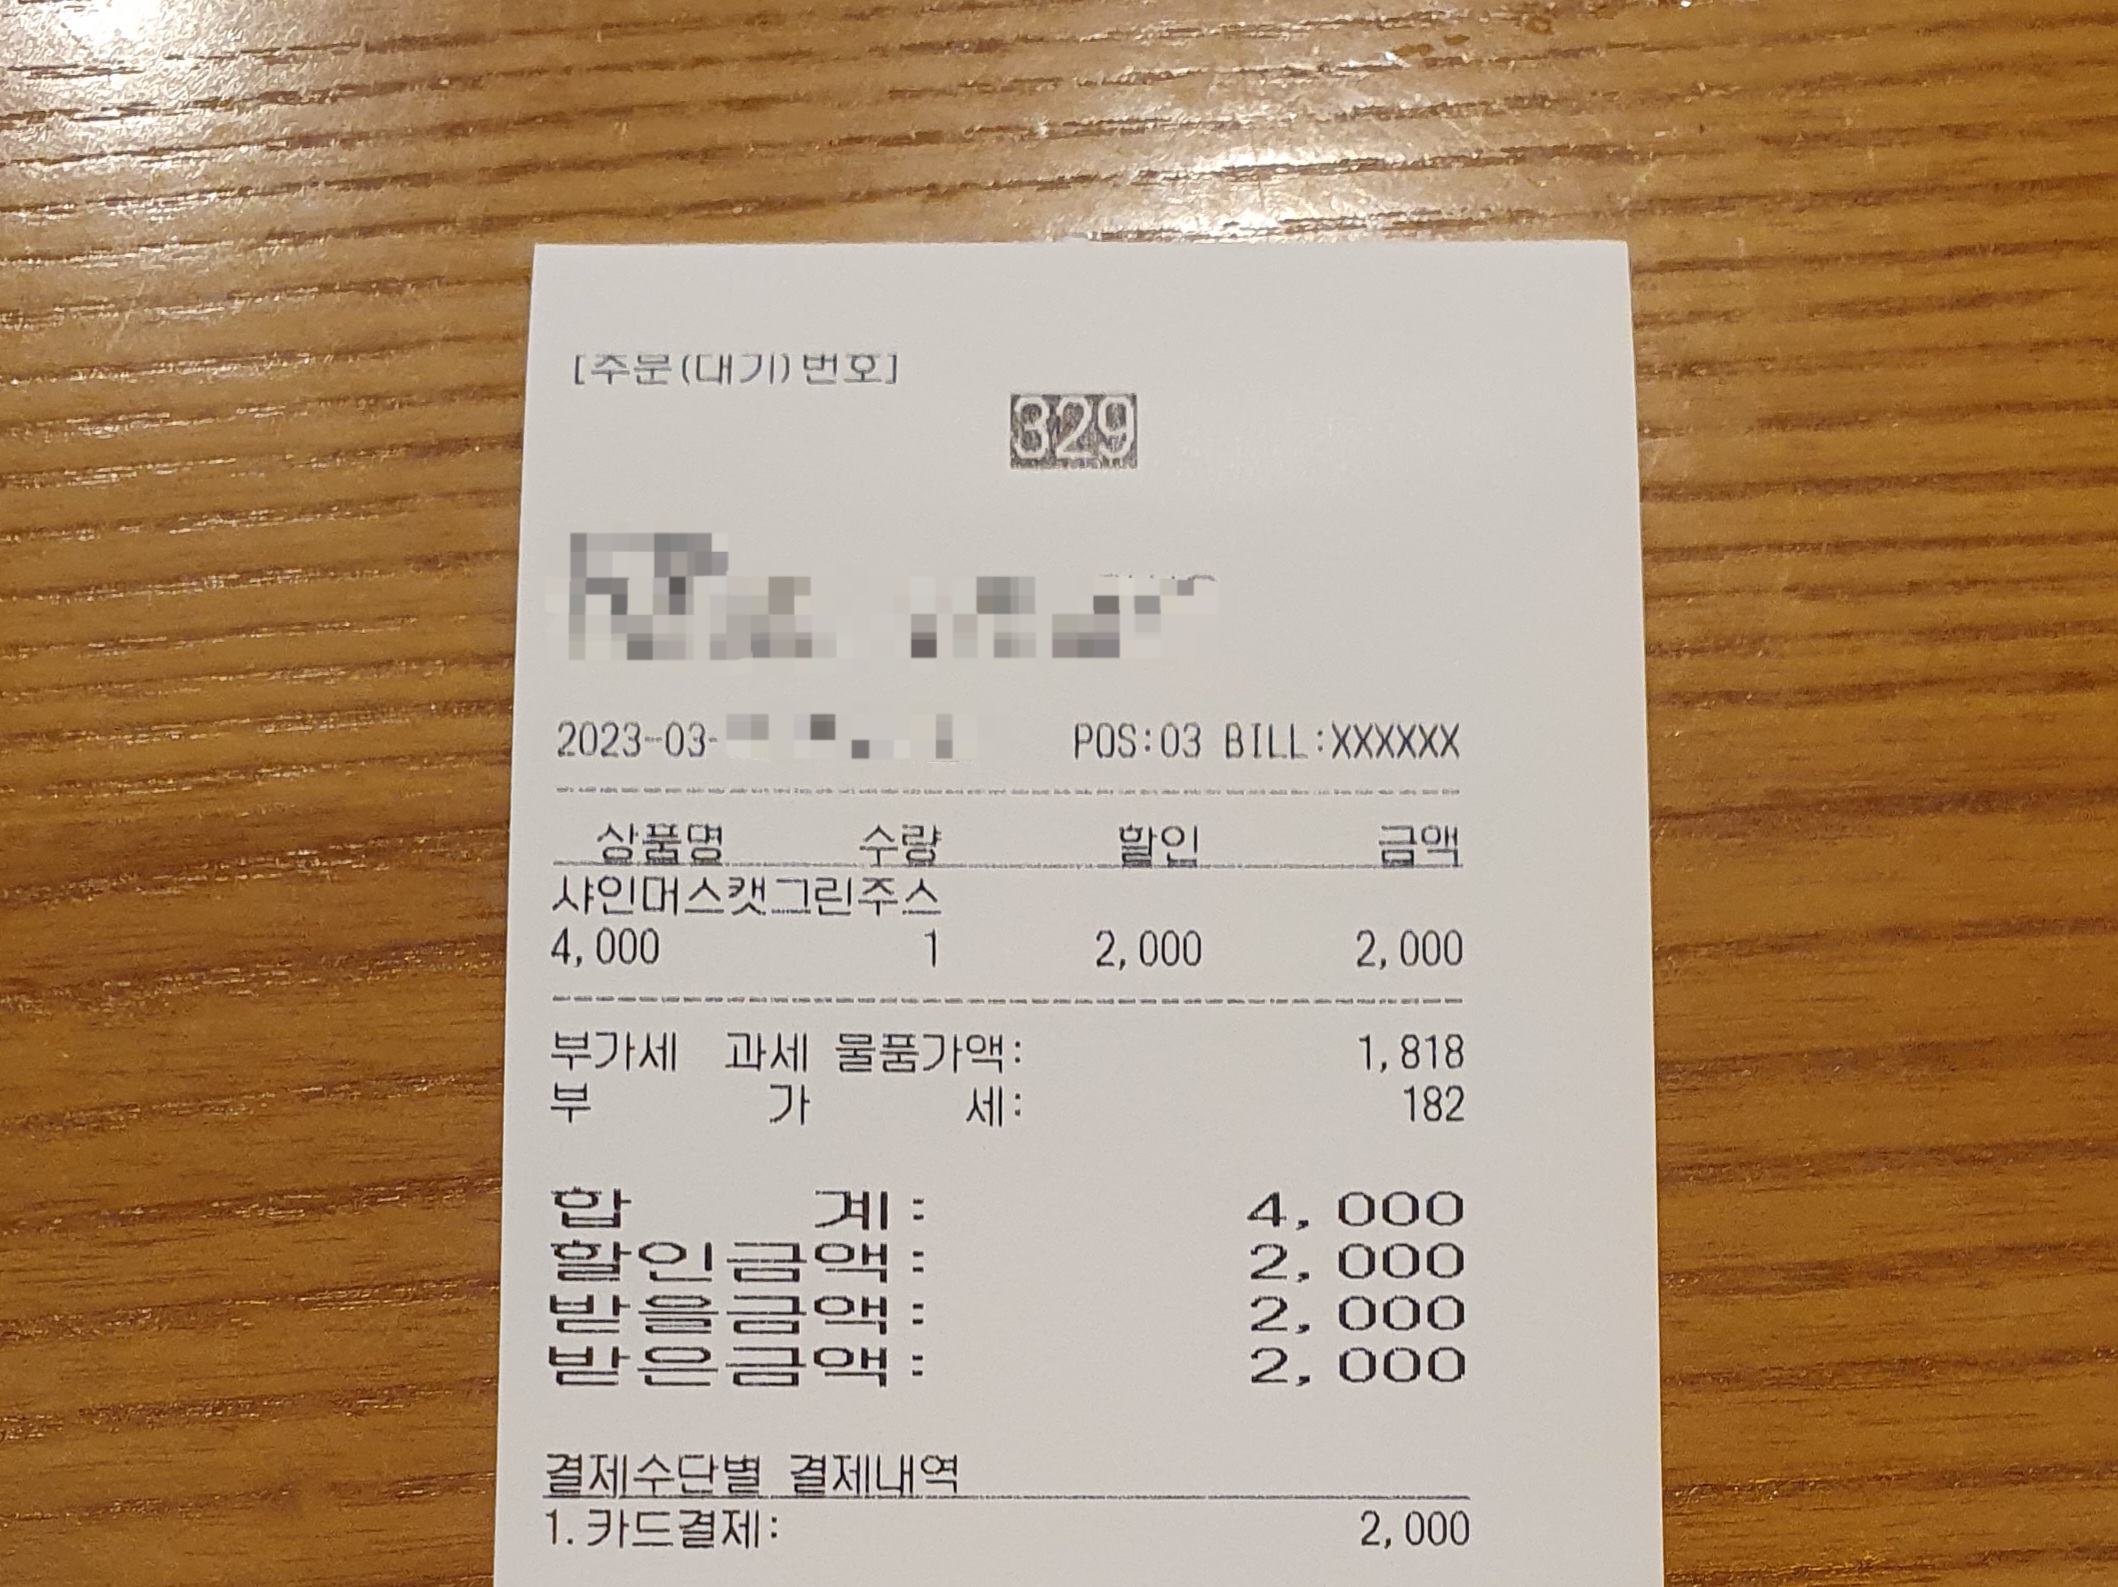 [주문(대기)번호]
329
2023-03- POS:03 BILL:XXXXXX
상품명 수량 할인 금액
샤인머스캣그린주스
4,000 1 2,000 2,000
부가세 과세 물품가액: 1,818
부 가 세: 182
합 계: 4,000
할인금액: 2,000
받을금액: 2,000
받은금액: 2,000
결제수단별 결제내역
1.카드결제: 2,000